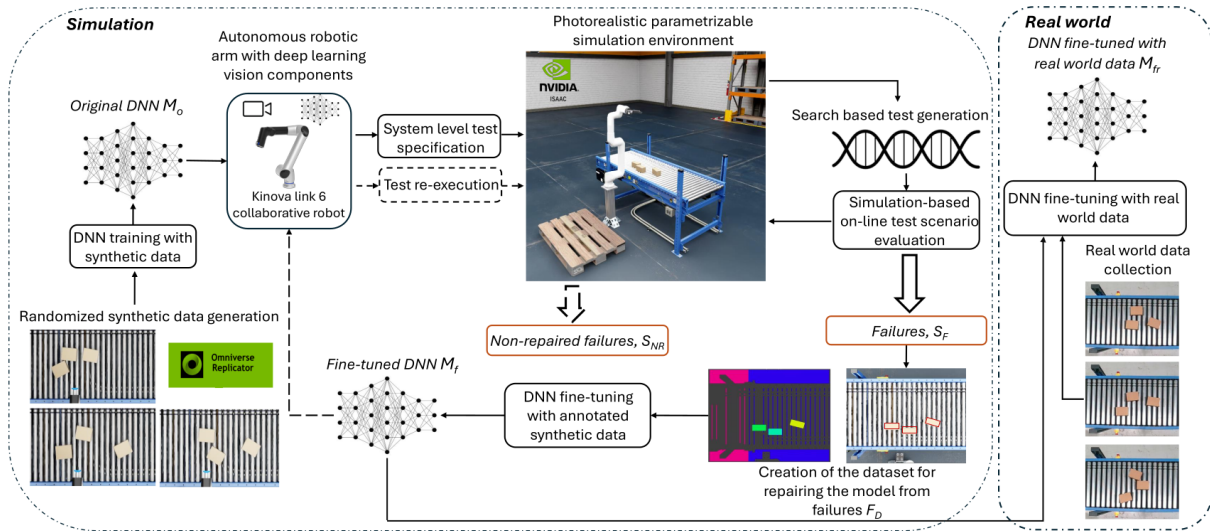 Simulation
Autonomous robotic
arm with deep learning
vision components
Original DNN M_o
Kinova link 6
collaborative robot
DNN training with
synthetic data
Randomized synthetic data generation
Omniverse
Replicator
System level test
specification
Test re-execution
Photorealistic parametrizable
simulation environment
NVIDIA.
ISAAC
Search based test generation
Simulation-based
on-line test scenario
evaluation
Non-repaired failures, S_NR
Failures, S_F
Fine-tuned DNN M_f
DNN fine-tuning
with annotated
synthetic data
Creation of the dataset for
repairing the model from
failures F_D
Real world
DNN fine-tuned with
real world data M_fr
DNN fine-tuning with real
world data
Real world data
collection